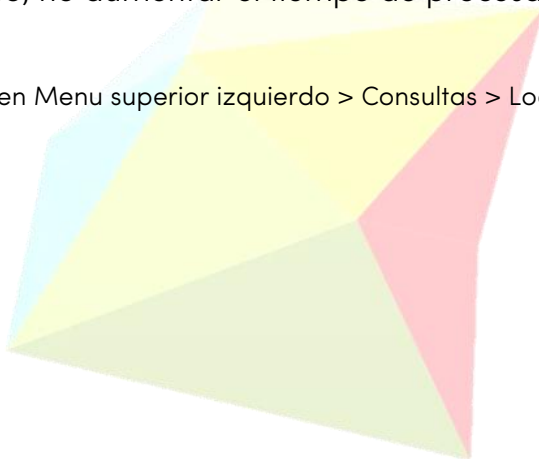 no aumentar el tiempo de
en Menu superior izquierdo > Consultas >